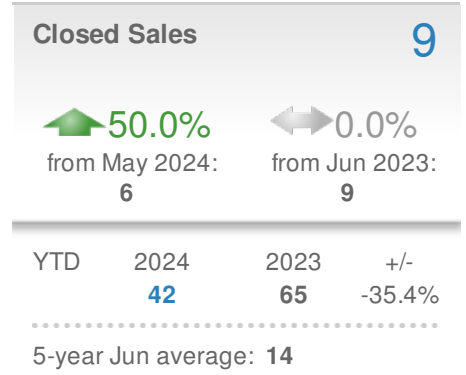 Closed Sales 9
50.0% 0.0%
from May 2024: from Jun 2023:
6 9
YTD 2024 2023 +/-
42 65 -35.4%
5-year Jun average: 14